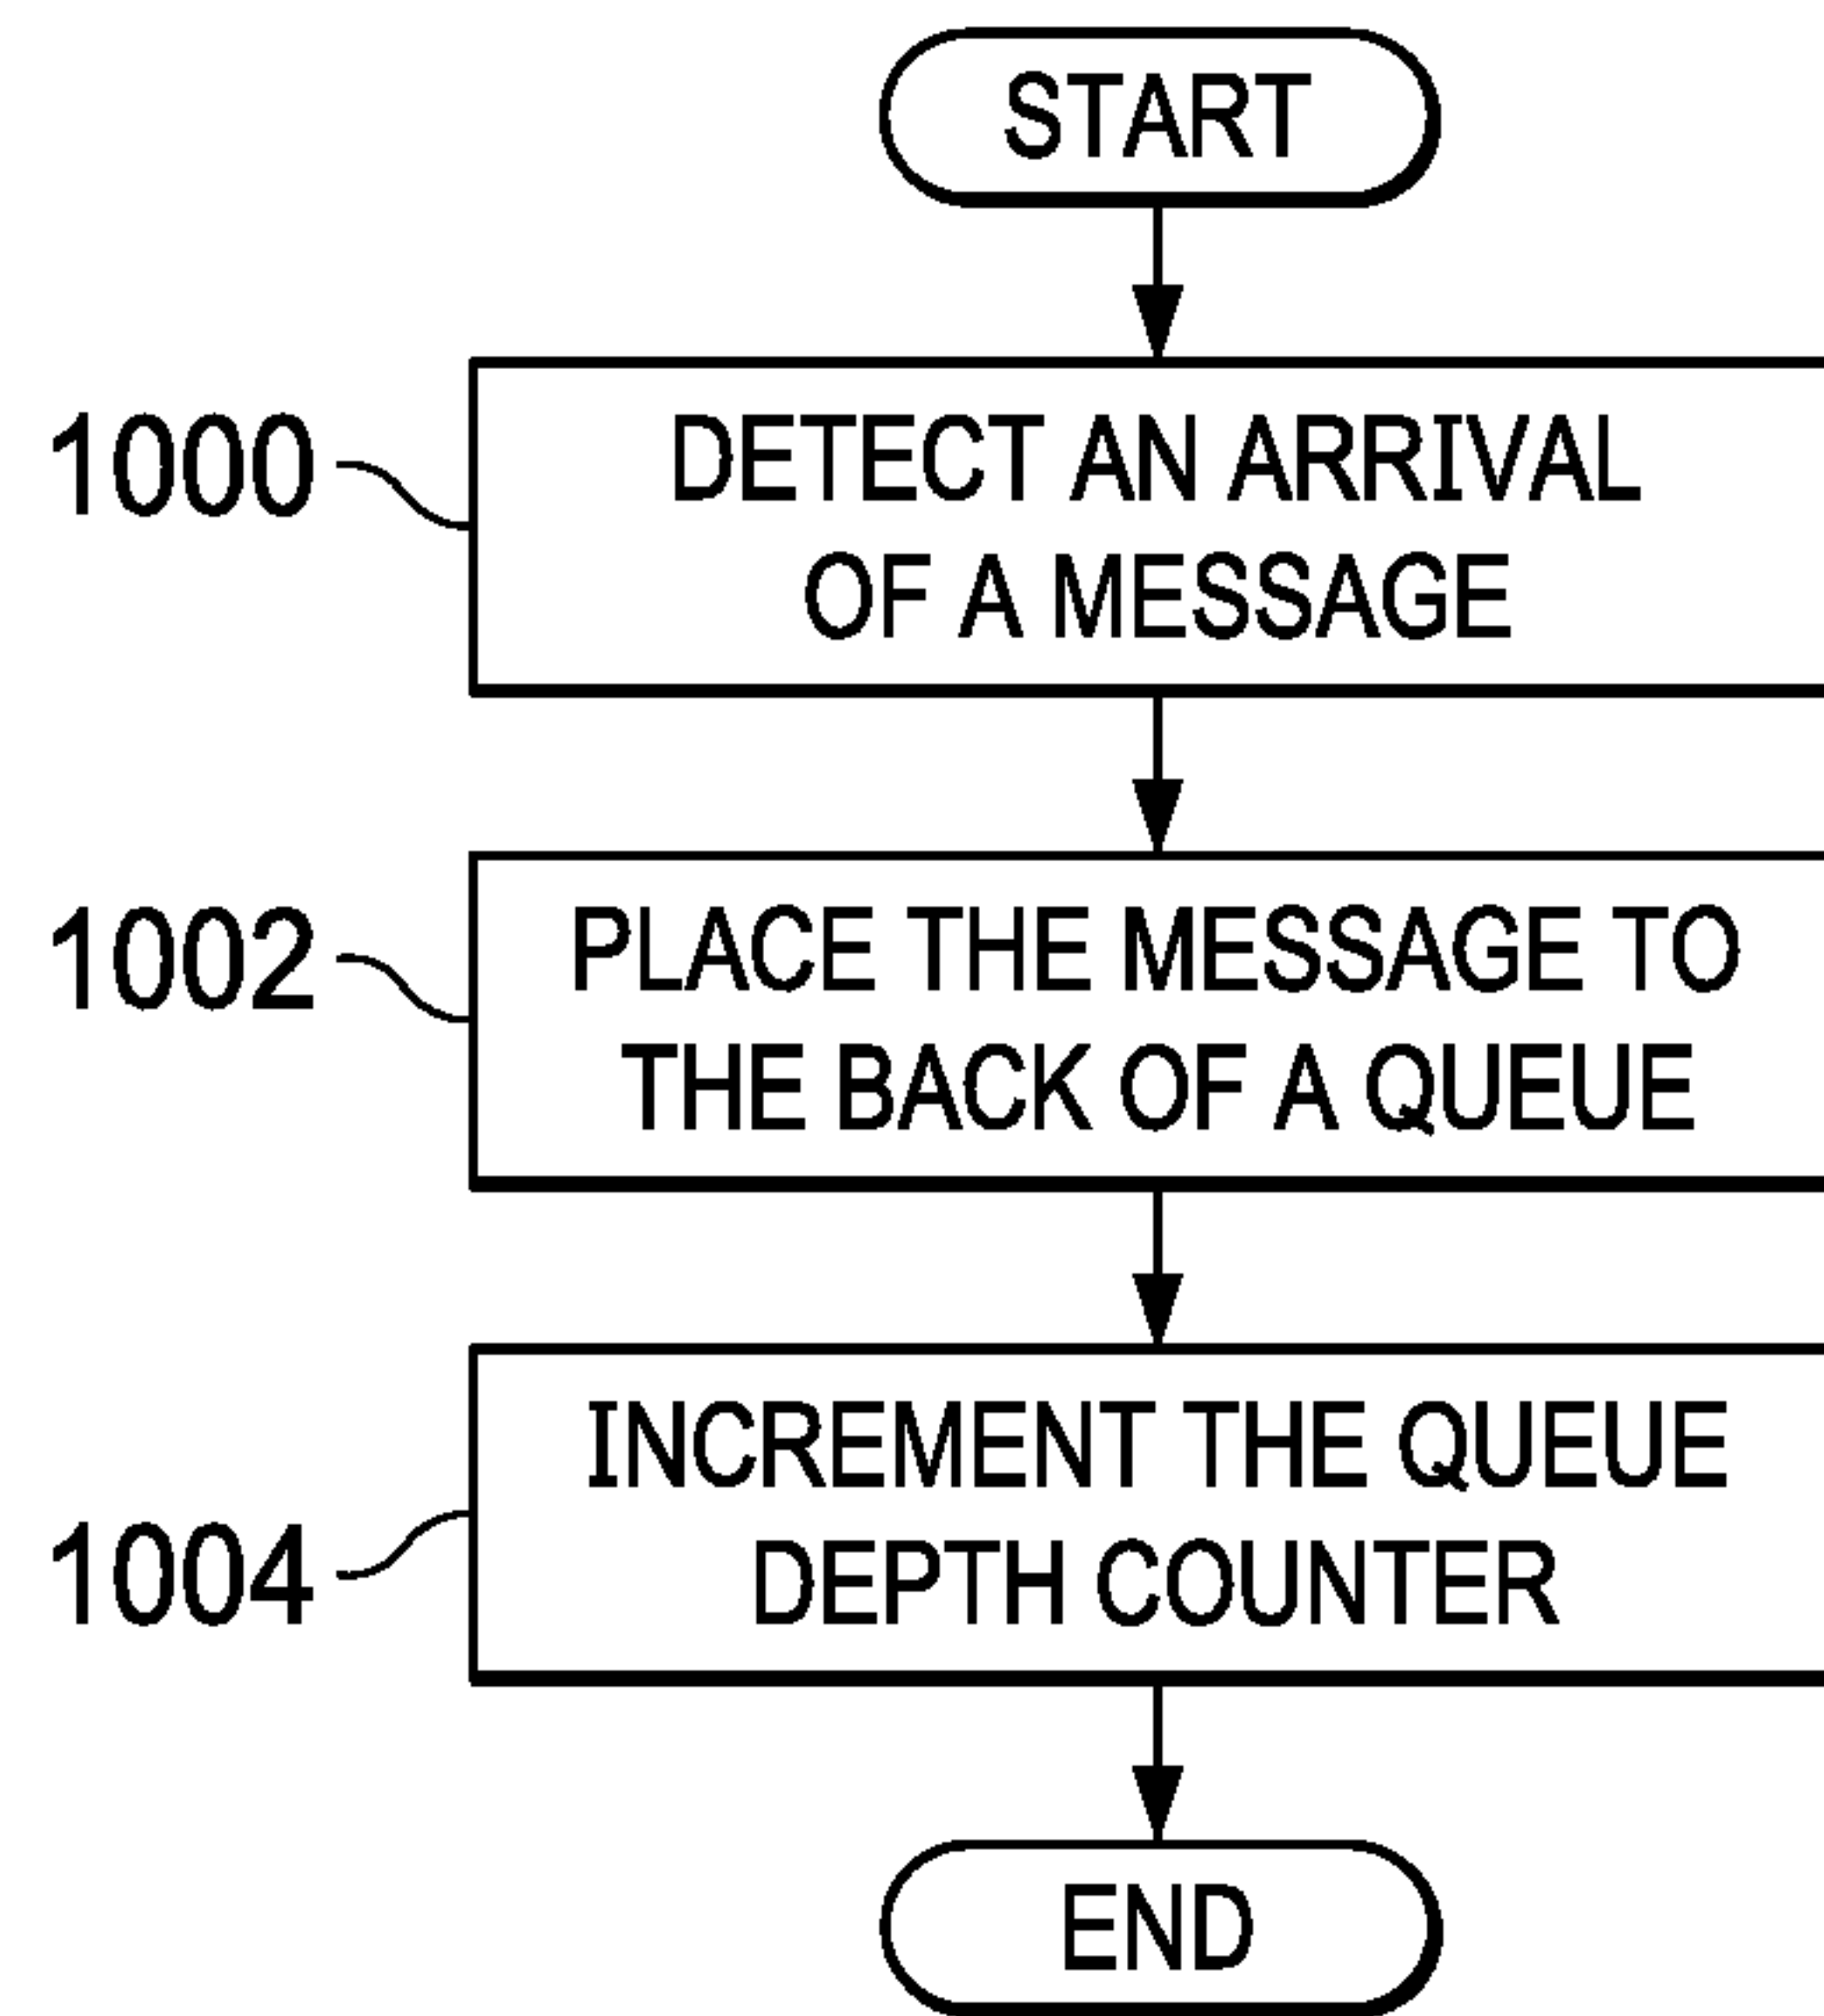 START
1000
DETECT AN ARRIVAL
OF A MESSAGE
1002
PLACE THE MESSAGE TO
THE BACK OF A QUEUE
INCREMENT THE QUEUE
1004
DEPTH COUNTER
END